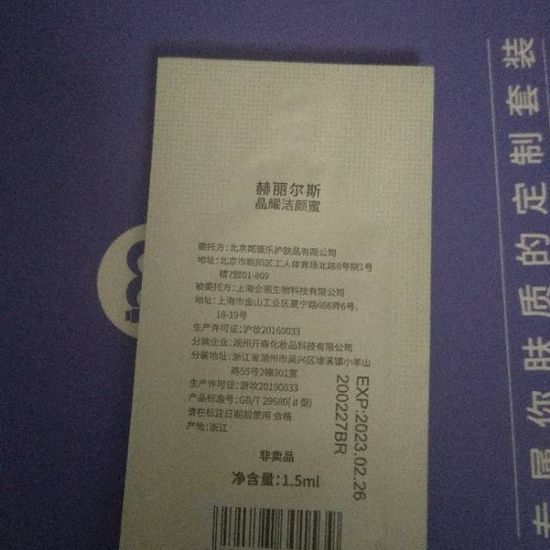 赫丽尔斯
晶耀洁颜蜜
委托方:北京婼薇乐护肤品有限公司
地址:北京市朝阳区工人体育场北路8号院1号
楼7层01-809
被委托方:上海全丽生物科技有限公司
地址:上海市金山工业区夏宁路666弄6号、
18-19号
生产许可证:沪妆20160033
分装企业:湖州亓森化妆品科技有限公司
分装地址:浙江省湖州市吴兴区埭溪镇小羊山
路55号2幢301室
生产许可证:浙妆20190033
产品标准号:GB/T 29680(Ⅱ型)
请在标注日期前使用 合格
产地:浙江
非卖品
净含量:1.5ml
EXP:2023.02.26
200227BR
专属你肤质的定制套装